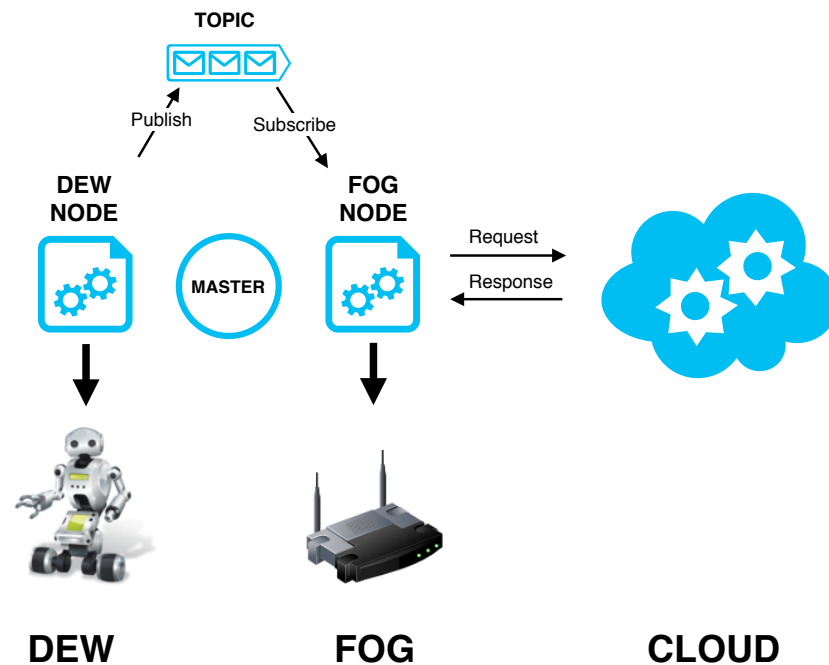 TOPIC
Publish
Subscribe
DEW
NODE
FOG
NODE
MASTER
Request
Response
DEW
FOG
CLOUD